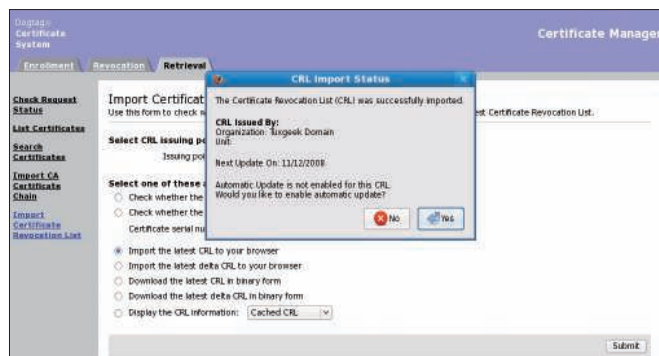 Dogtag®
Certificate
System
Certificate Manager
Enrollment
Revocation
Retrieval
Check Request
Status
List Certificates
Search
Certificates
Import CA
Certificate
Chain
Import
Certificate
Revocation List
Import Certificat
Use this form to check w
est Certificate Revocation List.
Select CRL issuing po
Issuing poi
Select one of these a
Check whether the
Check whether the
Certificate serial nu
Import the latest CRL to your browser
Import the latest delta CRL to your browser
Download the latest CRL in binary form
Download the latest delta CRL in binary form
Display the CRL information: Cached CRL
Submit
CRL Import Status
The Certificate Revocation List (CRL) was successfully imported.
CRL Issued By:
Organization: Tuxgeek Domain
Unit:
Next Update On: 11/12/2008
Automatic Update is not enabled for this CRL.
Would you like to enable automatic update?
No
Yes